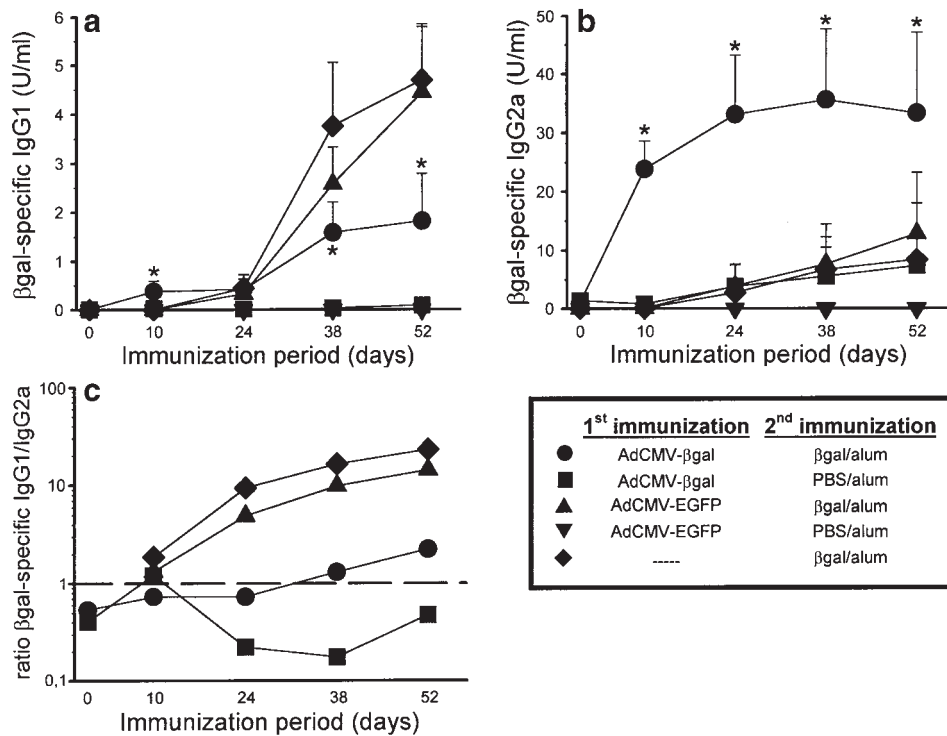 a
βgal-specific IgG1 (U/ml)
6
5
4
3
2
1
0
*
*
*
0 10 24 38 52
Immunization period (days)
b
βgal-specific IgG2a (U/ml)
50
40
30
20
10
0
* * * *
0 10 24 38 52
Immunization period (days)
c
ratio βgal-specific IgG1/IgG2a
100
10
1
0,1
0 10 24 38 52
Immunization period (days)
1st immunization 2nd immunization
AdCMV-βgal βgal/alum
AdCMV-βgal PBS/alum
AdCMV-EGFP βgal/alum
AdCMV-EGFP PBS/alum
----- βgal/alum